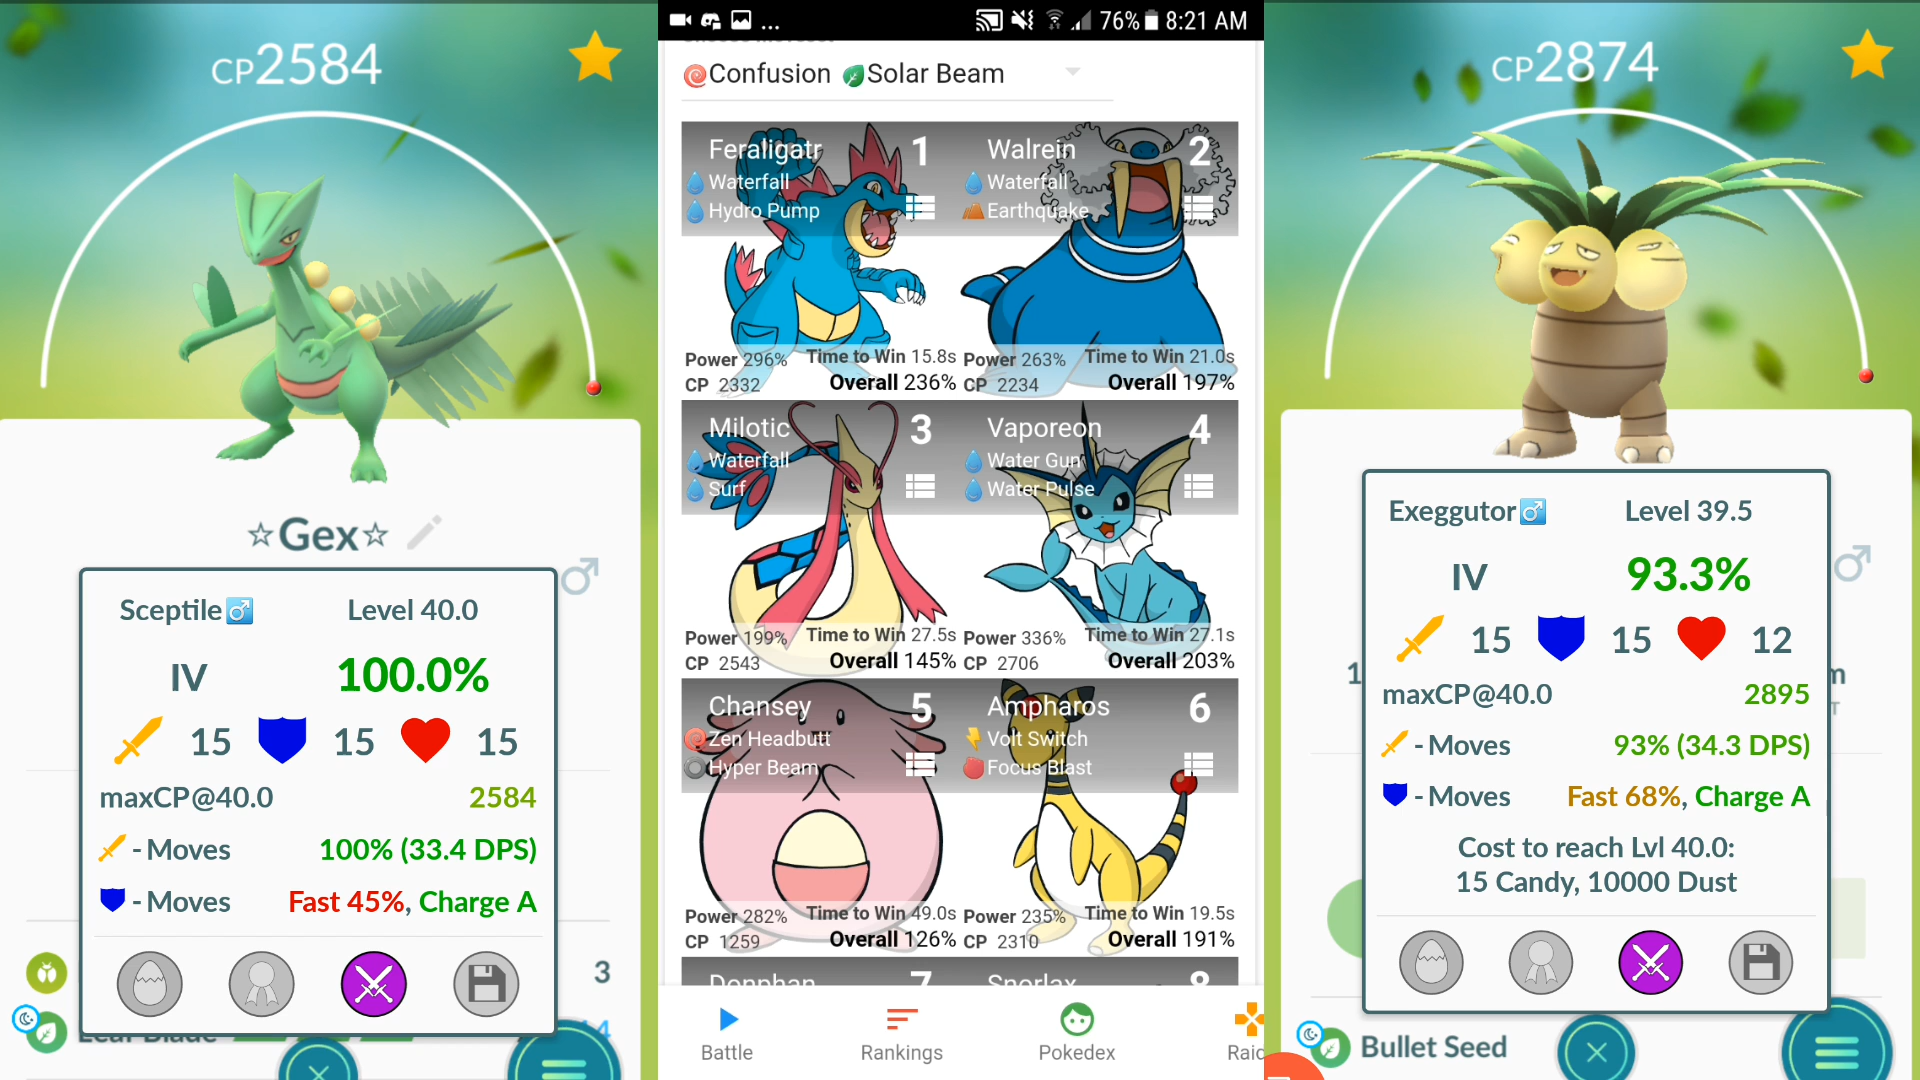 CP2584
☆Gex☆
Sceptile♂ Level 40.0
IV 100.0%
15 15 15
maxCP@40.0 2584
- Moves 100% (33.4 DPS)
- Moves Fast 45%, Charge A
3
14
Leaf Blade
... 76% 8:21 AM
Confusion Solar Beam
Feraligatr 1
Waterfall
Hydro Pump
Power 296% Time to Win 15.8s
CP 2332 Overall 236%
Walrein 2
Waterfall
Earthquake
Power 263% Time to Win 21.0s
CP 2234 Overall 197%
Milotic 3
Waterfall
Surf
Power 199% Time to Win 27.5s
CP 2543 Overall 145%
Vaporeon 4
Water Gun
Water Pulse
Power 336% Time to Win 27.1s
CP 2706 Overall 203%
Chansey 5
Zen Headbutt
Hyper Beam
Power 282% Time to Win 49.0s
CP 1259 Overall 126%
Ampharos 6
Volt Switch
Focus Blast
Power 235% Time to Win 19.5s
CP 2310 Overall 191%
Donphan 7
Snorlax 8
Battle Rankings Pokedex Raid
CP2874
Exeggutor♂ Level 39.5
IV 93.3%
15 15 12
maxCP@40.0 2895
- Moves 93% (34.3 DPS)
- Moves Fast 68%, Charge A
Cost to reach Lvl 40.0:
15 Candy, 10000 Dust
Bullet Seed